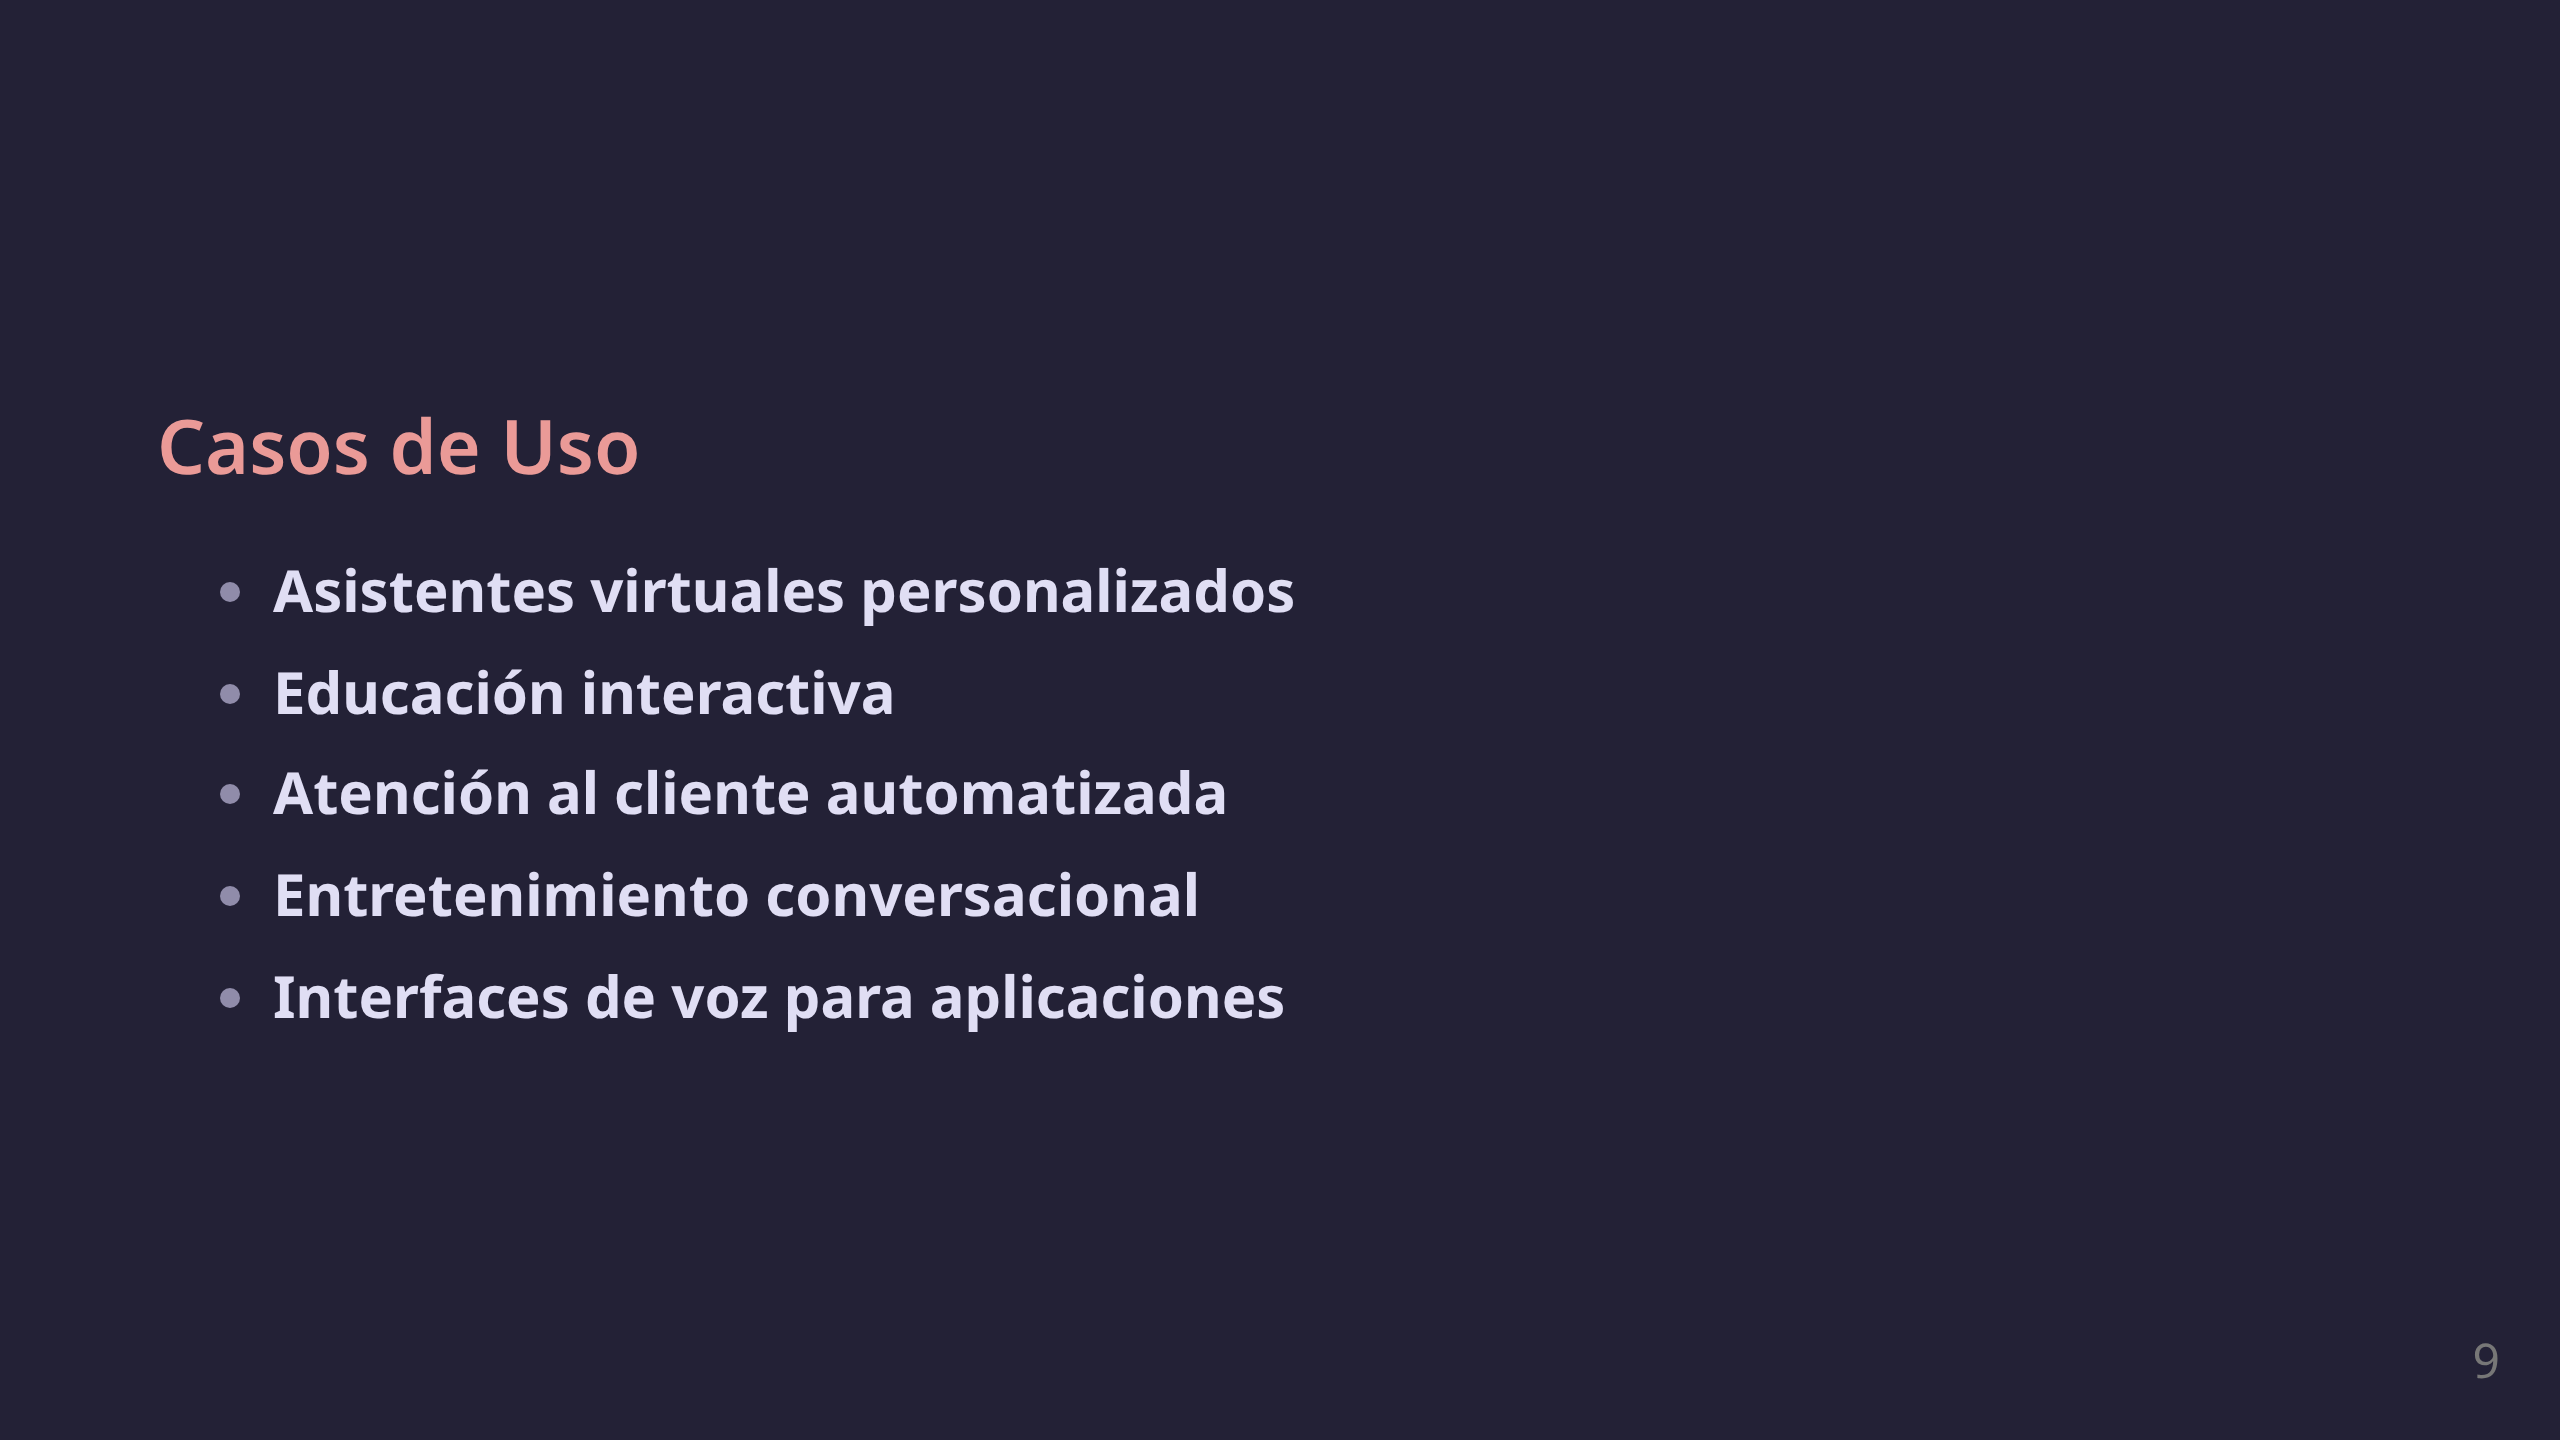 Casos de Uso
Asistentes virtuales personalizados
Educación interactiva
Atención al cliente automatizada
Entretenimiento conversacional
Interfaces de voz para aplicaciones
9